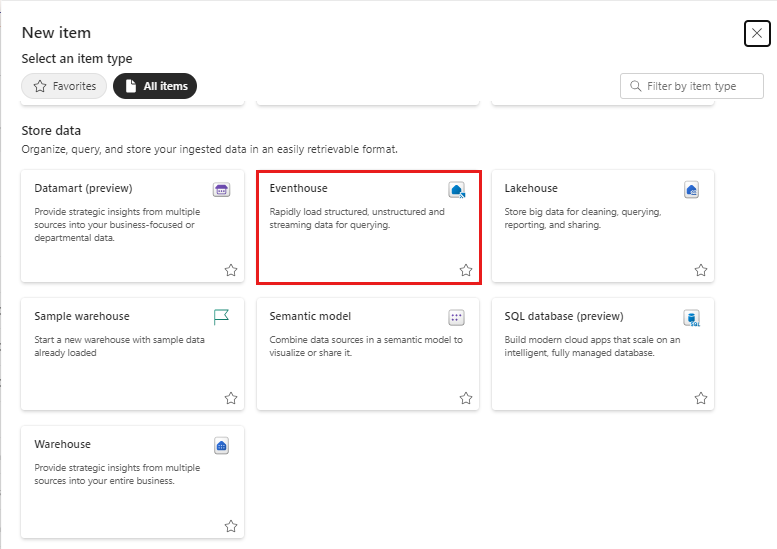 New item
Select an item type
Favorites
All items
Filter by item type
Store data
Organize, query, and store your ingested data in an easily retrievable format.
Datamart (preview)
Provide strategic insights from multiple
sources into your business-focused or
departmental data.
Eventhouse
Rapidly load structured, unstructured and
streaming data for querying.
Lakehouse
Store big data for cleaning, querying,
reporting, and sharing.
Sample warehouse
Start a new warehouse with sample data
already loaded
Semantic model
Combine data sources in a semantic model to
visualize or share it.
SQL database (preview)
SQL
Build modern cloud apps that scale on an
intelligent, fully managed database.
Warehouse
Provide strategic insights from multiple
sources into your entire business.